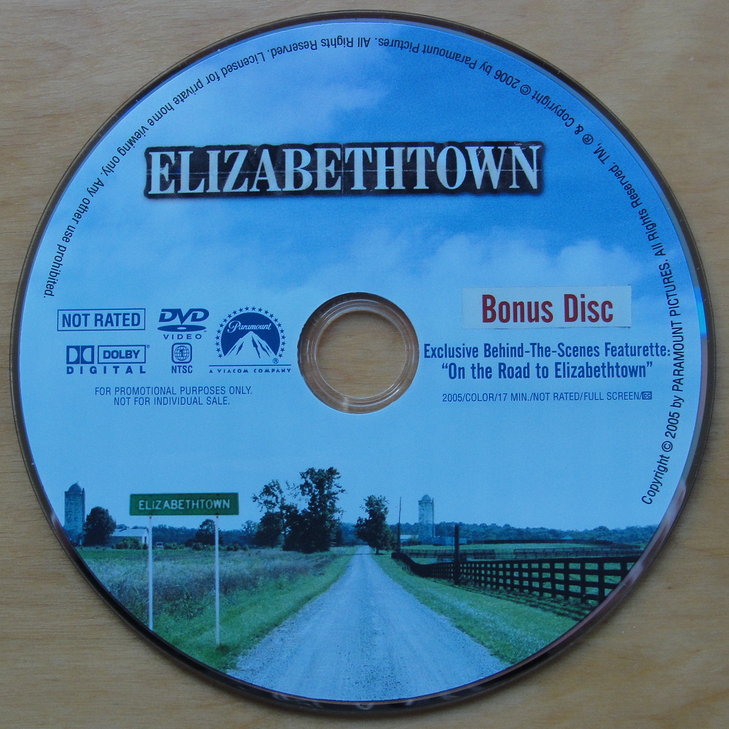 ELIZABETHTOWN
NOT RATED
DVD
VIDEO
Paramount
DOLBY
DIGITAL
NTSC
A VIACOM COMPANY
FOR PROMOTIONAL PURPOSES ONLY.
NOT FOR INDIVIDUAL SALE.
Bonus Disc
Exclusive Behind-The-Scenes Featurette:
"On the Road to Elizabethtown"
2005/COLOR/17 MIN./NOT RATED/FULL SCREEN/
ELIZABETHTOWN
Copyright © 2005 by PARAMOUNT PICTURES. All Rights Reserved. TM, ® & Copyright © 2006 by Paramount Pictures. All Rights Reserved. Licensed for private home viewing only. Any other use prohibited.